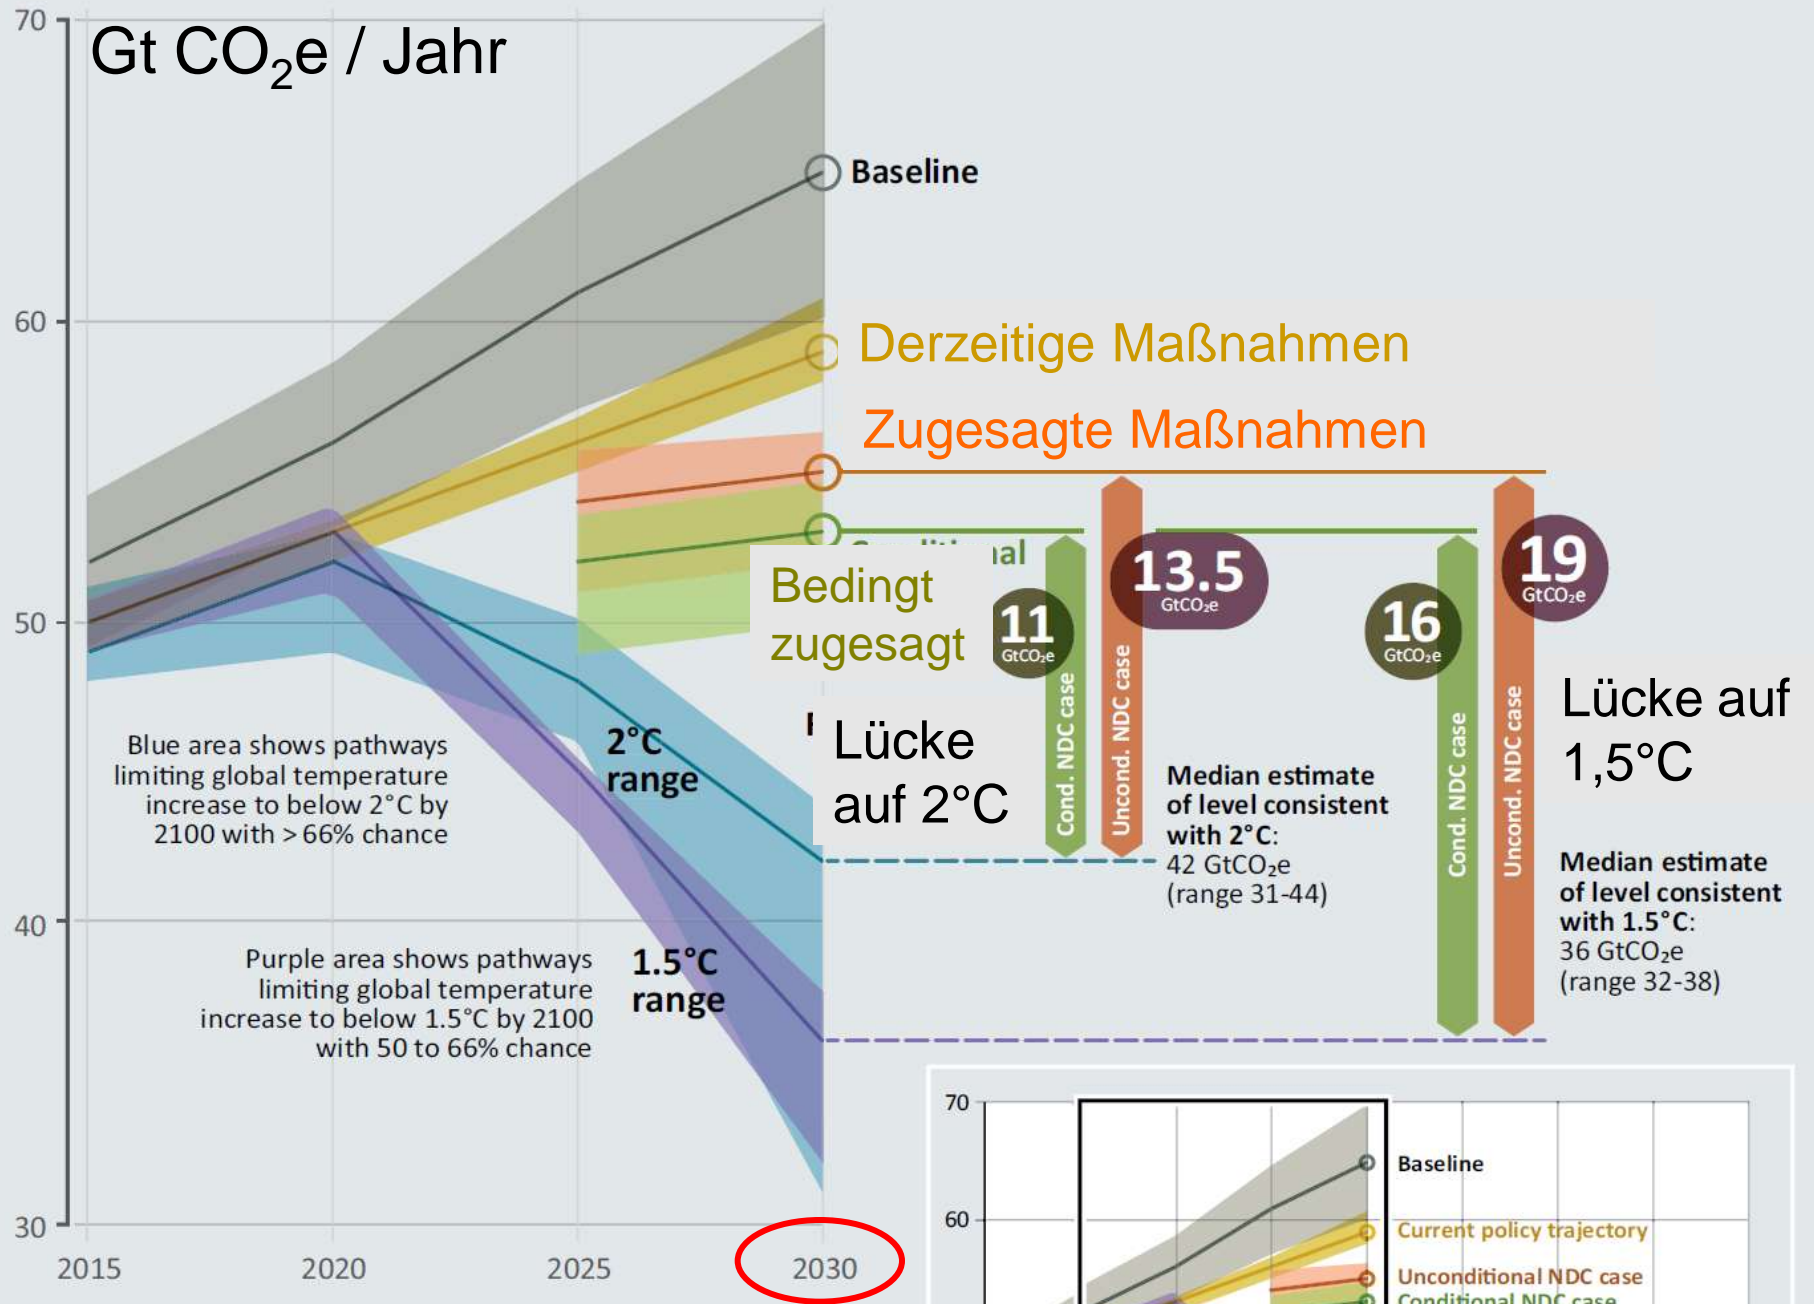 70
Gt CO₂e / Jahr
Baseline
60
Derzeitige Maßnahmen
Zugesagte Maßnahmen
50
Bedingt
zugesagt
11
GtCO₂e
13.5
GtCO₂e
16
GtCO₂e
19
GtCO₂e
Cond. NDC case
Uncond. NDC case
Cond. NDC case
Uncond. NDC case
Lücke
auf 2°C
Lücke auf
1,5°C
Blue area shows pathways
limiting global temperature
increase to below 2°C by
2100 with > 66% chance
2°C
range
Median estimate
of level consistent
with 2°C:
42 GtCO₂e
(range 31-44)
Median estimate
of level consistent
with 1.5°C:
36 GtCO₂e
(range 32-38)
40
Purple area shows pathways
limiting global temperature
increase to below 1.5°C by 2100
with 50 to 66% chance
1.5°C
range
30
2015
2020
2025
2030
70
Baseline
60
Current policy trajectory
Unconditional NDC case
Conditional NDC case